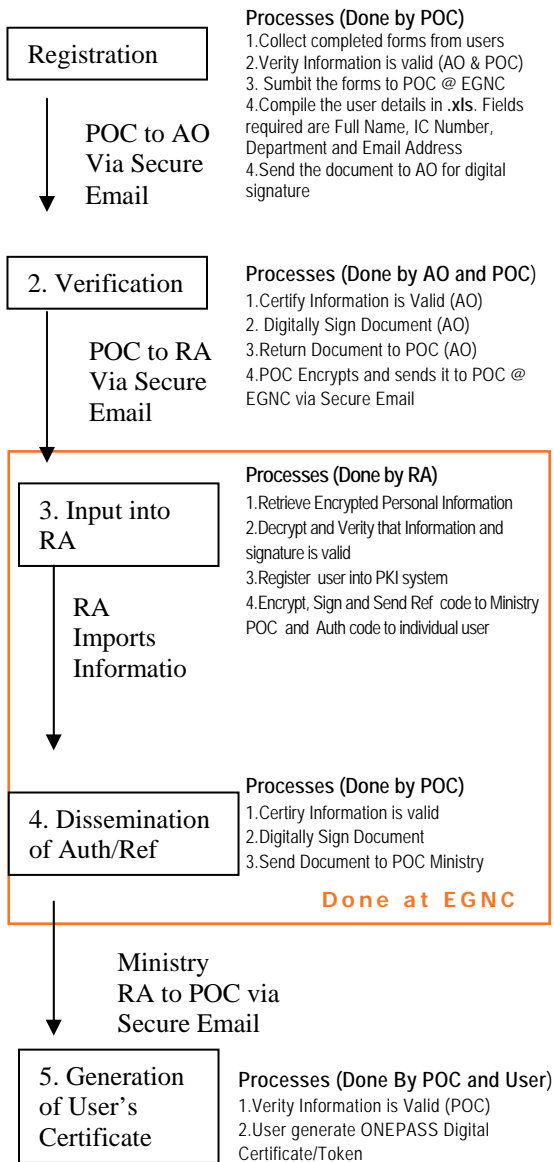 Registration
Processes (Done by POC)
1.Collect completed forms from users
2.Verity Information is valid (AO & POC)
3. Sumbit the forms to POC @ EGNC
4.Compile the user details in .xls. Fields
required are Full Name, IC Number,
Department and Email Address
4.Send the document to AO for digital
signature
POC to AO
Via Secure
Email
2. Verification
Processes (Done by AO and POC)
1.Certify Information is Valid (AO)
2. Digitally Sign Document (AO)
3.Return Document to POC (AO)
4.POC Encrypts and sends it to POC @
EGNC via Secure Email
POC to RA
Via Secure
Email
3. Input into
RA
Processes (Done by RA)
1.Retrieve Encrypted Personal Information
2.Decrypt and Verity that Information and
signature is valid
3.Register user into PKI system
4.Encrypt, Sign and Send Ref code to Ministry
POC and Auth code to individual user
RA
Imports
Informatio
4. Dissemination
of Auth/Ref
Processes (Done by POC)
1.Certiry Information is valid
2.Digitally Sign Document
3.Send Document to POC Ministry
Done at EGNC
Ministry
RA to POC via
Secure Email
5. Generation
of User's
Certificate
Processes (Done By POC and User)
1.Verity Information is Valid (POC)
2.User generate ONEPASS Digital
Certificate/Token